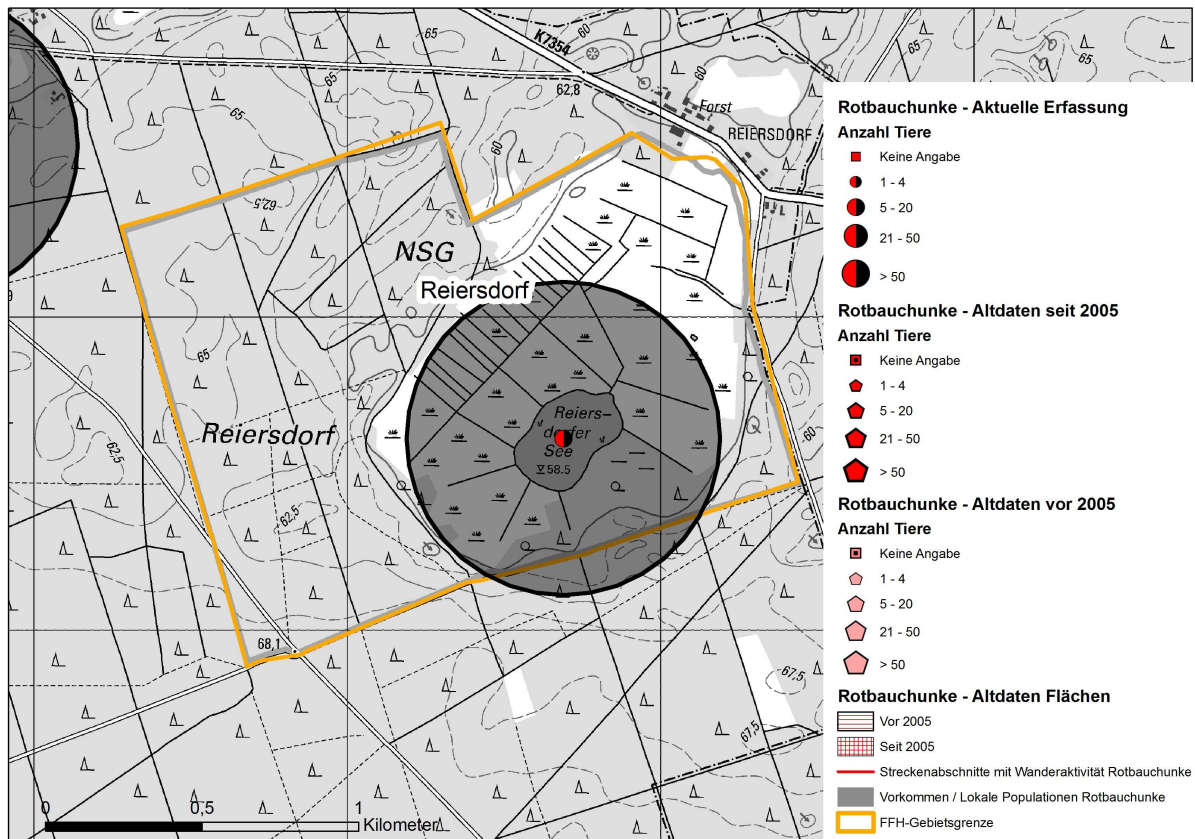 65
65
65
60
60
K7354
62,8
Forst
REIERSDORF
65
62,5
60
NSG
Reiersdorf
65
Reiersdorf
Reiers-
dorfer
See
58.5
62,5
62,5
60
68,1
67,5
67,5
0
0,5
1
Kilometer
Rotbauchunke - Aktuelle Erfassung
Anzahl Tiere
Keine Angabe
1 - 4
5 - 20
21 - 50
> 50
Rotbauchunke - Altdaten seit 2005
Anzahl Tiere
Keine Angabe
1 - 4
5 - 20
21 - 50
> 50
Rotbauchunke - Altdaten vor 2005
Anzahl Tiere
Keine Angabe
1 - 4
5 - 20
21 - 50
> 50
Rotbauchunke - Altdaten Flächen
Vor 2005
Seit 2005
Streckenabschnitte mit Wanderaktivität Rotbauchunke
Vorkommen / Lokale Populationen Rotbauchunke
FFH-Gebietsgrenze